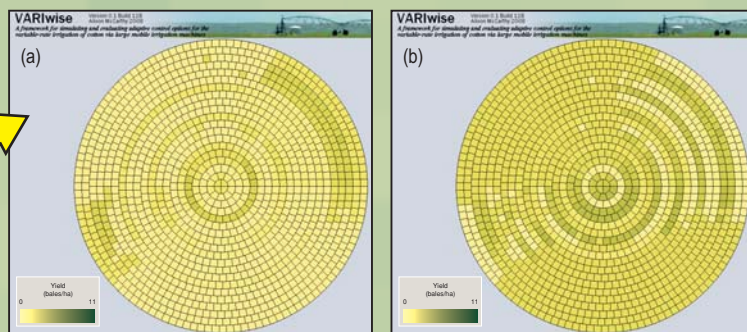 VARIwise Version 0.1 Build 118
Alison McCarthy 2008
A framework for simulating and evaluating adaptive control options for the
variable-rate irrigation of cotton via large mobile irrigation machines
(a)
Yield
(bales/ha)
0 11
VARIwise Version 0.1 Build 118
Alison McCarthy 2008
A framework for simulating and evaluating adaptive control options for the
variable-rate irrigation of cotton via large mobile irrigation machines
(b)
Yield
(bales/ha)
0 11